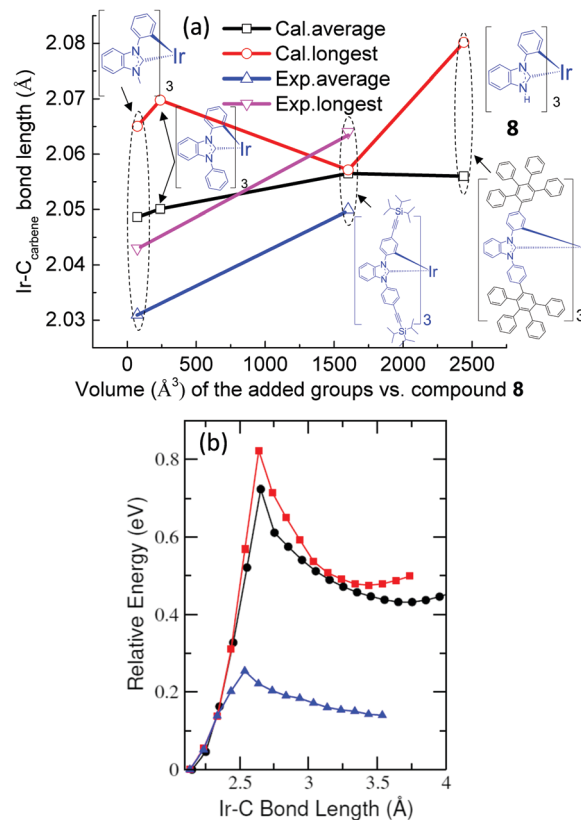 (a)
Cal.average
Cal.longest
Exp.average
Exp.longest
2.08
2.07
2.06
2.05
2.04
2.03
Ir-Ccarbene bond length (Å)
0 500 1000 1500 2000 2500
Volume (Å³) of the added groups vs. compound 8
N
N
Ir
3
N
N
Ir
3
N
N
Ir
3
Si
Si
N
N
H
Ir
3
8
N
N
3
(b)
0.8
0.6
0.4
0.2
0
Relative Energy (eV)
2.5 3 3.5 4
Ir-C Bond Length (Å)